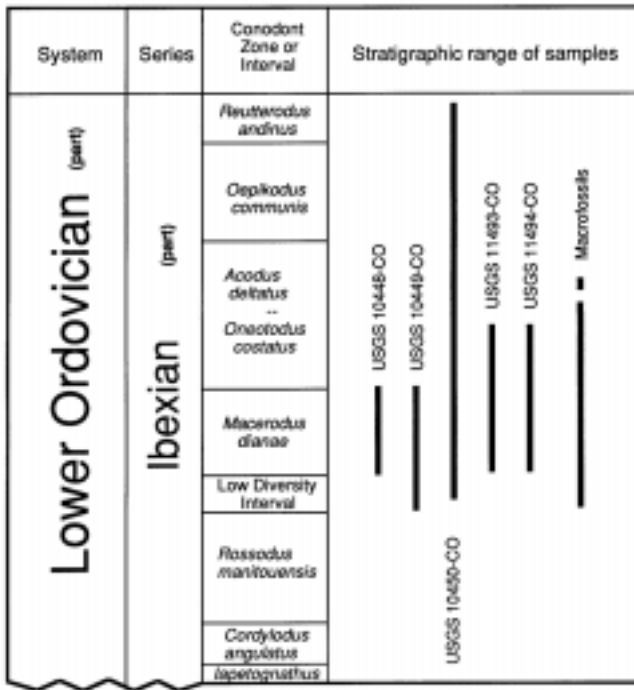 System
Series
Conodont
Zone or
Interval
Stratigraphic range of samples
Lower Ordovician (part)
Ibexian (part)
Reutterodus
andinus
Oepikodus
communis
Acodus
deltatus
--
Oneotodus
costatus
Macerodus
dianae
Low Diversity
Interval
Rossodus
manitouensis
Cordylodus
angulatus
Iapetognathus
USGS 10448-CO
USGS 10449-CO
USGS 10450-CO
USGS 11493-CO
USGS 11494-CO
Macrofossils